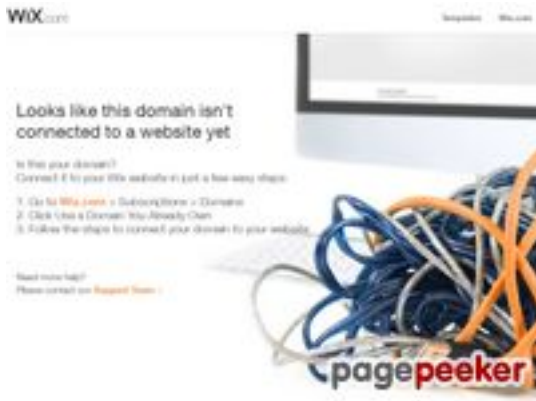 WiX.com
Templates Wix.com
Looks like this domain isn't
connected to a website yet
Is this your domain?
Connect it to your Wix website in just a few easy steps:
1. Go to Wix.com > Subscriptions > Domains
2. Click Use a Domain You Already Own
3. Follow the steps to connect your domain to your website
Need more help?
Please contact our Support Team >
pagepeeker